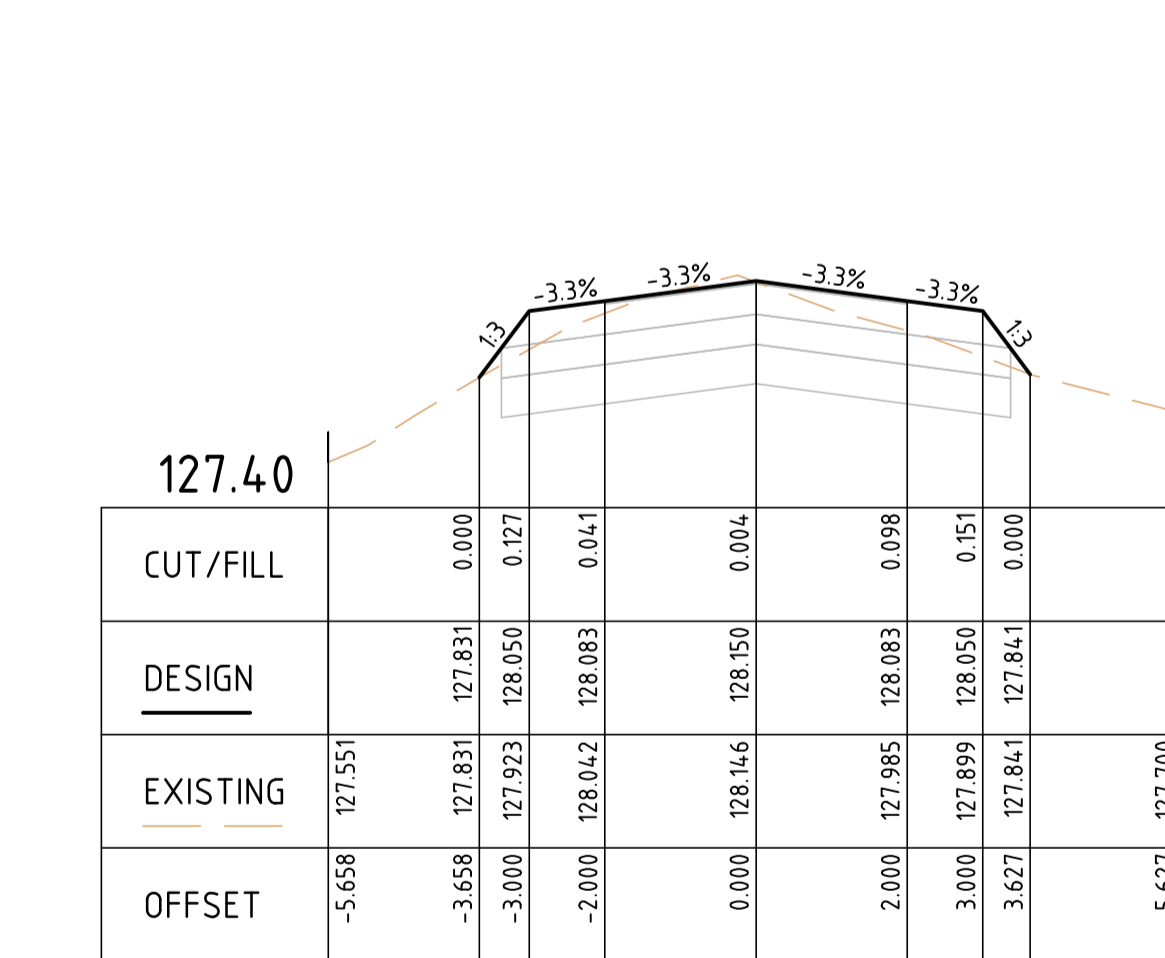 -3.3% -3.3% -3.3% -3.3%
1:3 1:3
127.40
CUT/FILL 0.000 0.127 0.041 0.004 0.098 0.151 0.000
DESIGN 127.831 128.050 128.083 128.150 128.083 128.050 127.841
EXISTING 127.551 127.831 127.923 128.042 128.146 127.985 127.899 127.841
OFFSET -5.658 -3.658 -3.000 -2.000 0.000 2.000 3.000 3.627